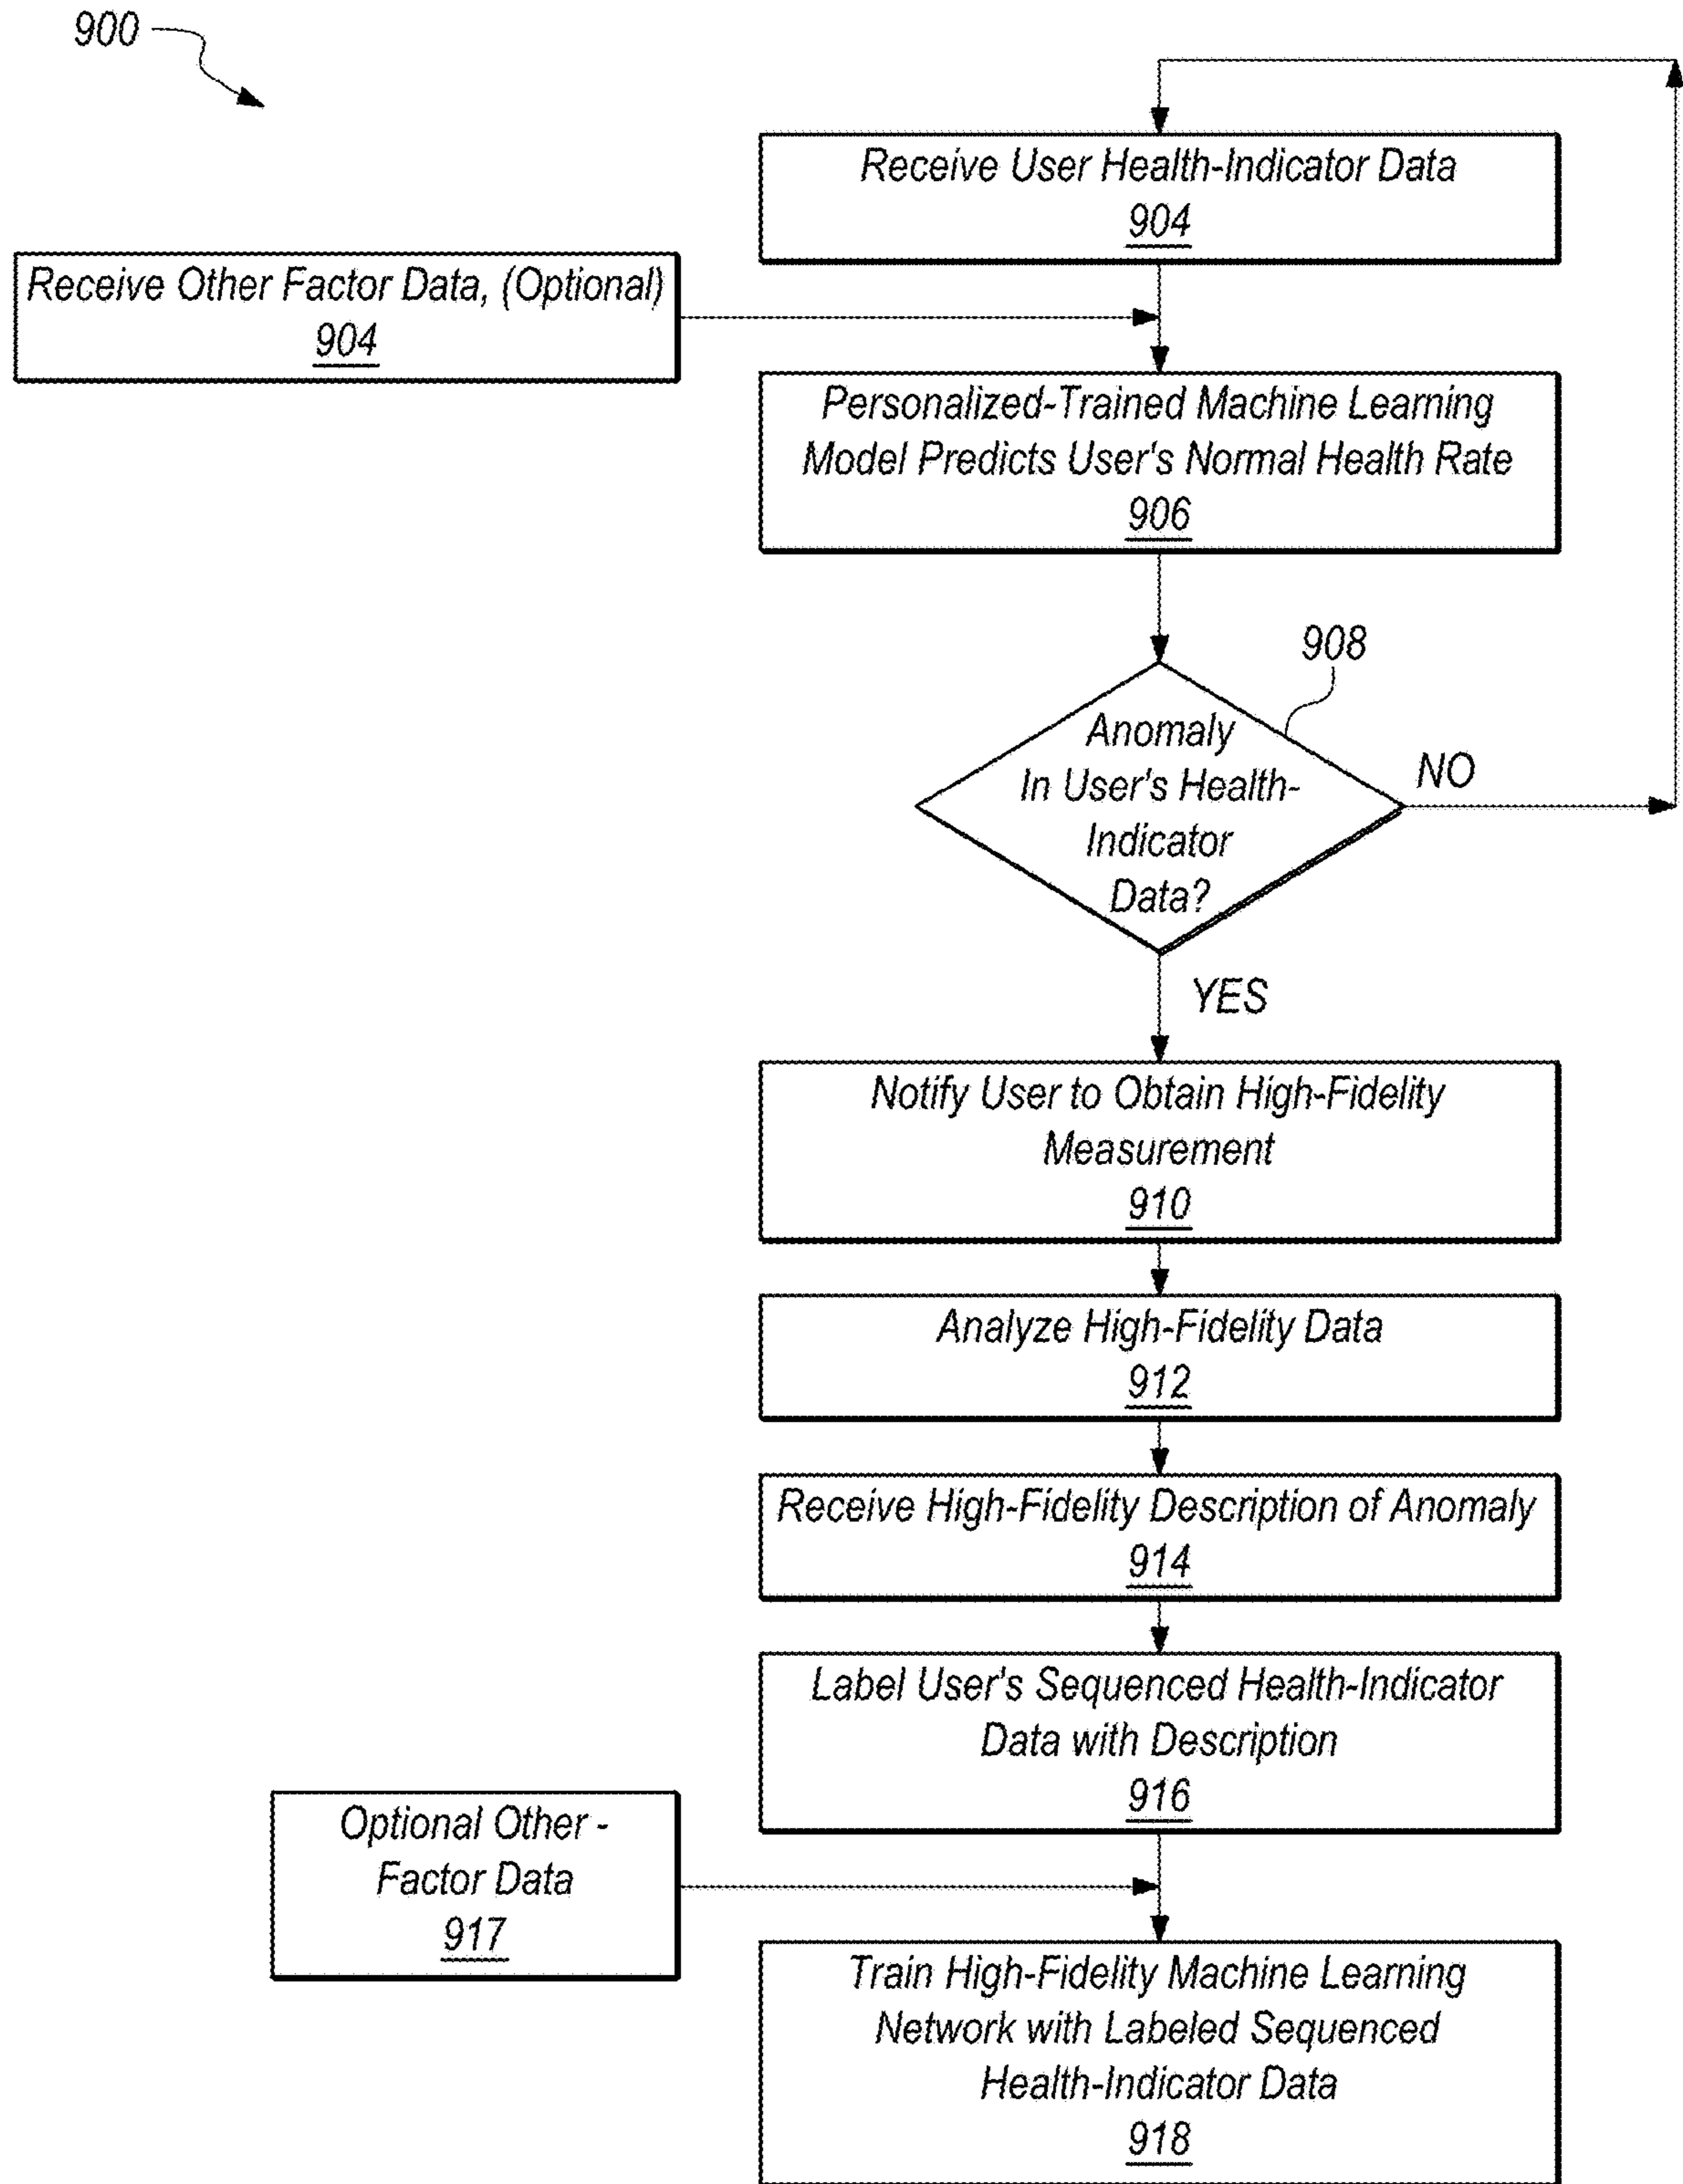 900
Receive User Health-Indicator Data
904
Receive Other Factor Data, (Optional)
904
Personalized-Trained Machine Learning
Model Predicts User's Normal Health Rate
906
908
Anomaly
In User's Health-
Indicator
Data?
NO
YES
Notify User to Obtain High-Fidelity
Measurement
910
Analyze High-Fidelity Data
912
Receive High-Fidelity Description of Anomaly
914
Label User's Sequenced Health-Indicator
Data with Description
916
Optional Other -
Factor Data
917
Train High-Fidelity Machine Learning
Network with Labeled Sequenced
Health-Indicator Data
918